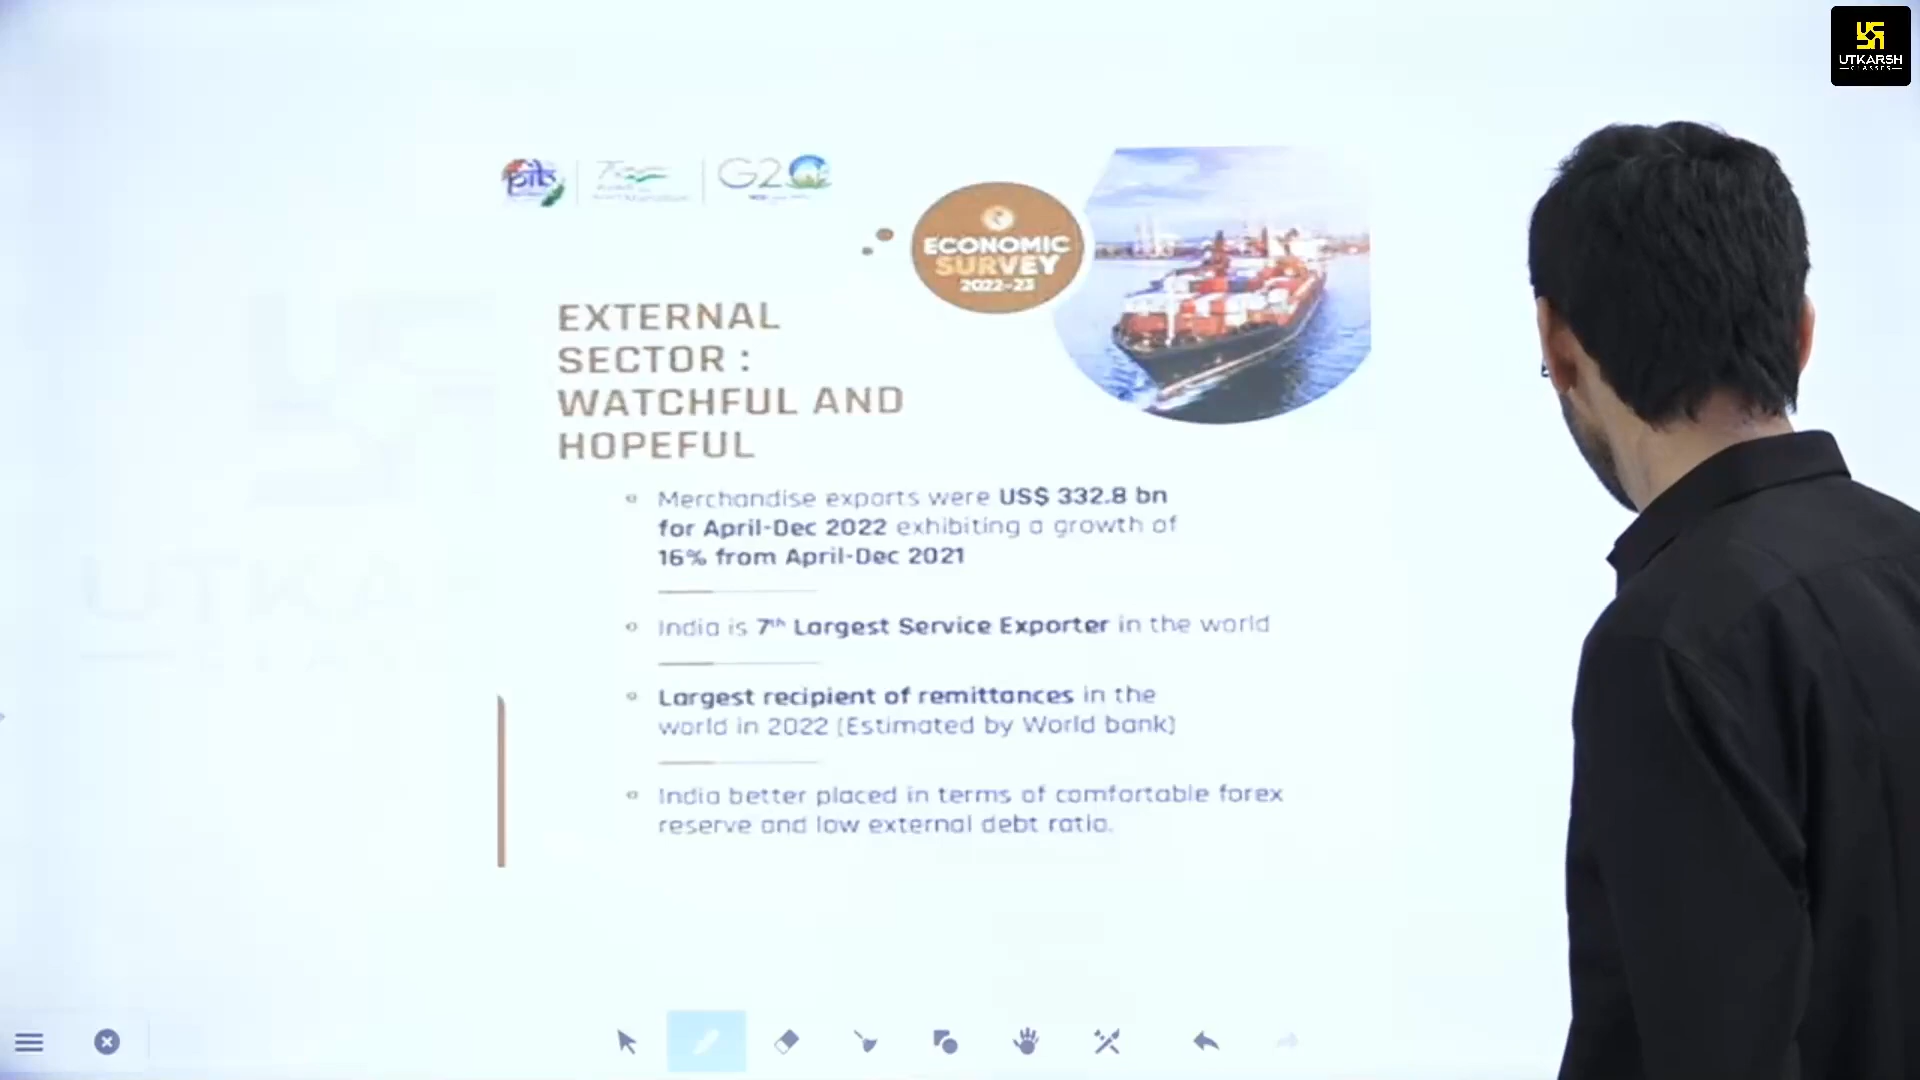 UTKARSH
CLASSES
pib
G20
ECONOMIC
SURVEY
2022-23
EXTERNAL
SECTOR :
WATCHFUL AND
HOPEFUL
Merchandise exports were US$ 332.8 bn
for April-Dec 2022 exhibiting a growth of
16% from April-Dec 2021
India is 7th Largest Service Exporter in the world
Largest recipient of remittances in the
world in 2022 (Estimated by World bank)
India better placed in terms of comfortable forex
reserve and low external debt ratio.
UTKA